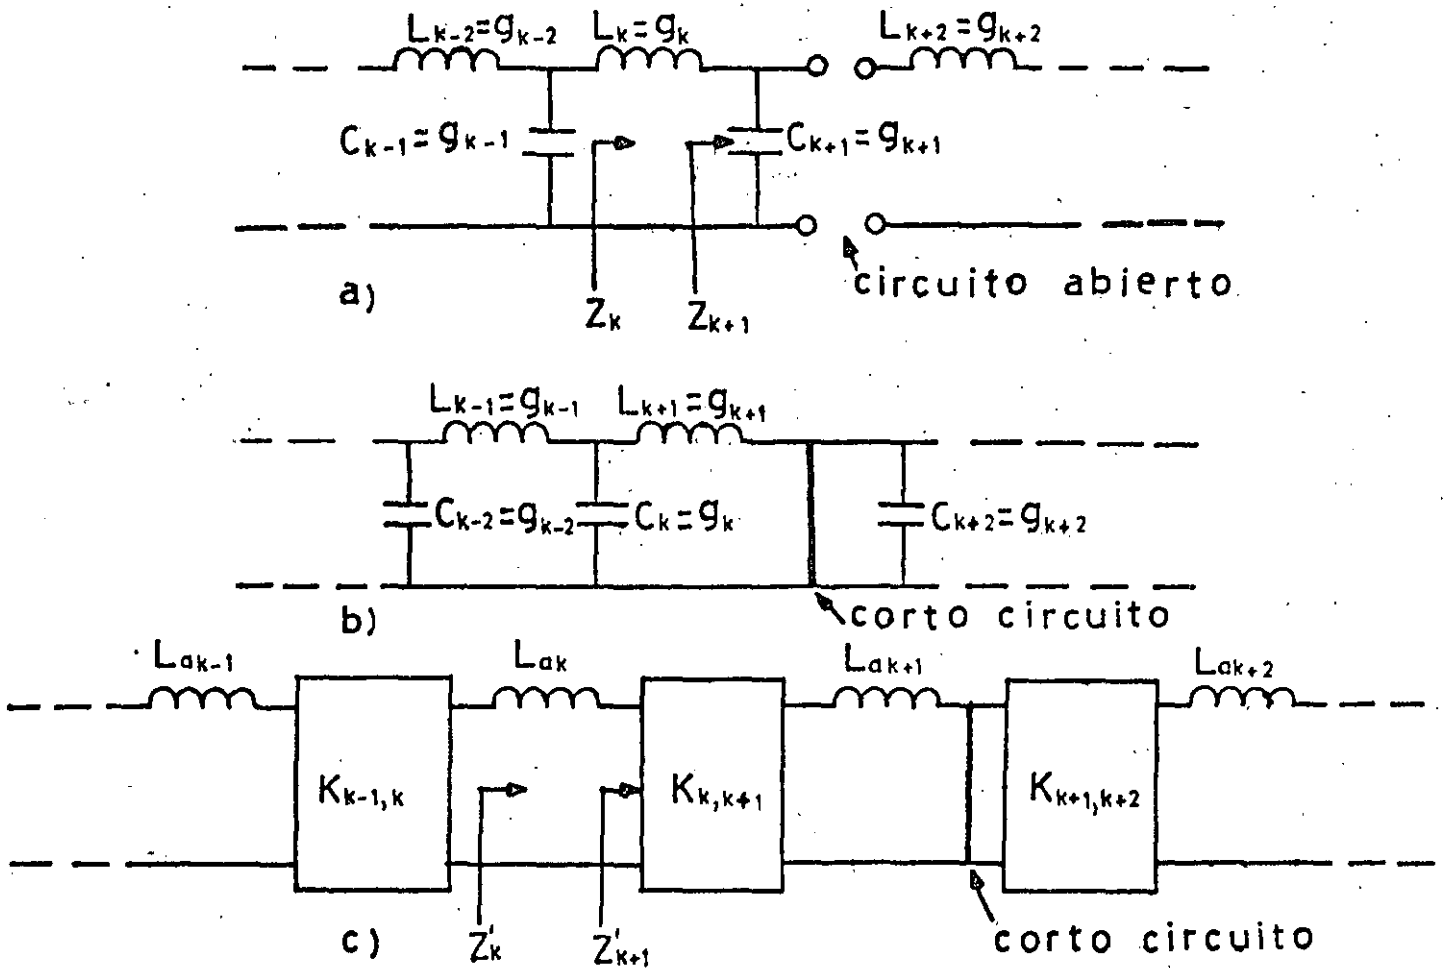 Lk-2=gk-2 Lk=gk Lk+2=gk+2
Ck-1=gk-1 Ck+1=gk+1
circuito abierto
a)
Zk Zk+1
Lk-1=gk-1 Lk+1=gk+1
Ck-2=gk-2 Ck=gk Ck+2=gk+2
corto circuito
b)
Lak-1 Lak Lak+1 Lak+2
Kk-1,k Kk,k+1 Kk+1,k+2
c) Z'k Z'k+1 corto circuito